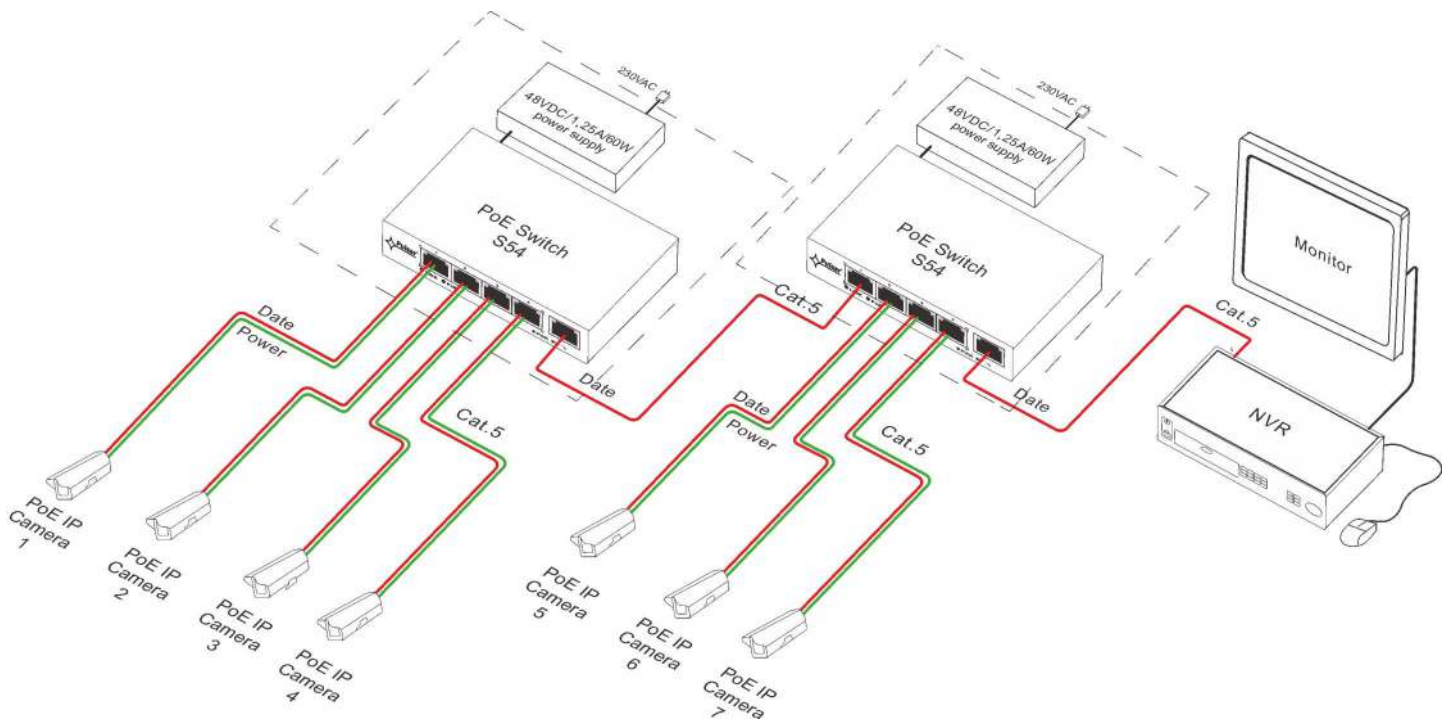 230VAC
48VDC/1,25A/60W
power supply
PoE Switch
S54
Pulsar
Date
Power
Cat.5
Date
Cat.5
PoE IP
Camera
1
PoE IP
Camera
2
PoE IP
Camera
3
PoE IP
Camera
4
230VAC
48VDC/1,25A/60W
power supply
PoE Switch
S54
Pulsar
Date
Power
Cat.5
Date
Cat.5
PoE IP
Camera
5
PoE IP
Camera
6
PoE IP
Camera
7
Monitor
NVR